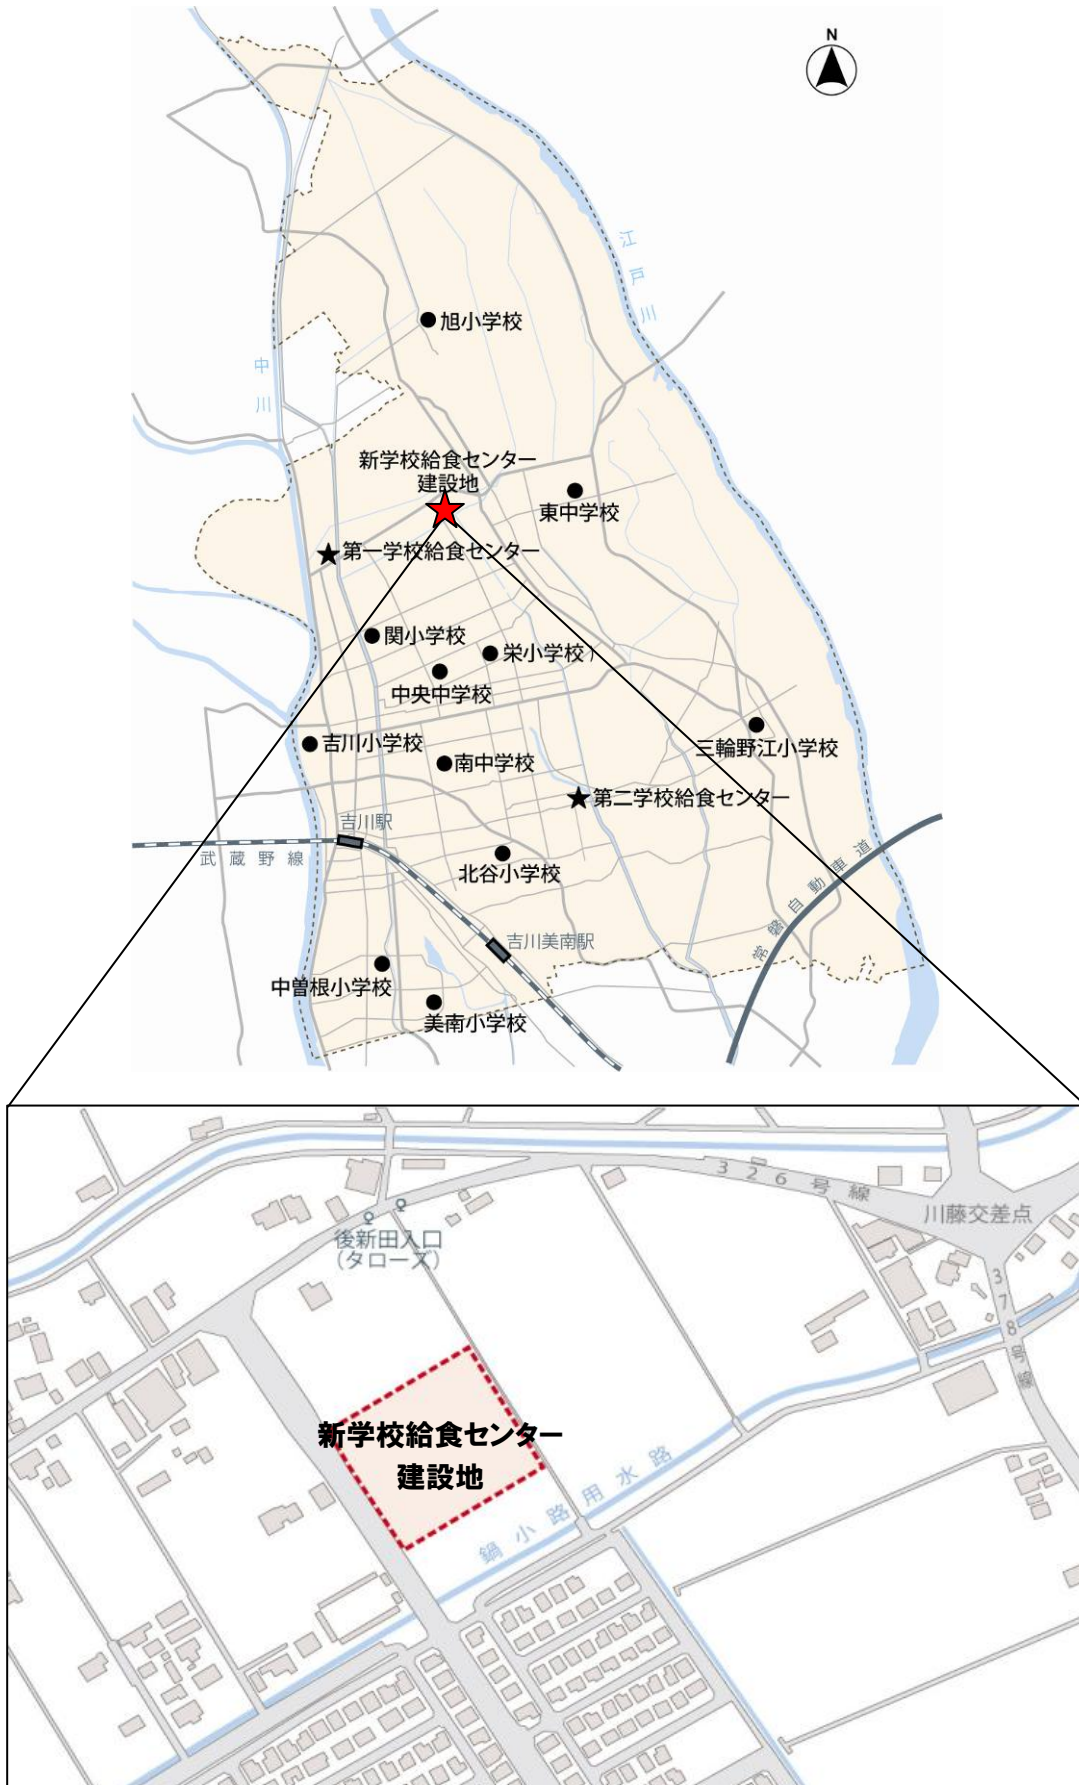 N
江戸川
旭小学校
中川
新学校給食センター
建設地
東中学校
第一学校給食センター
関小学校
栄小学校
中央中学校
三輪野江小学校
吉川小学校
南中学校
第二学校給食センター
吉川駅
武蔵野線
北谷小学校
常磐自動車道
吉川美南駅
中曽根小学校
美南小学校
326号線
川藤交差点
後新田入口
(タローズ)
378号線
新学校給食センター
建設地
鍋小路用水路